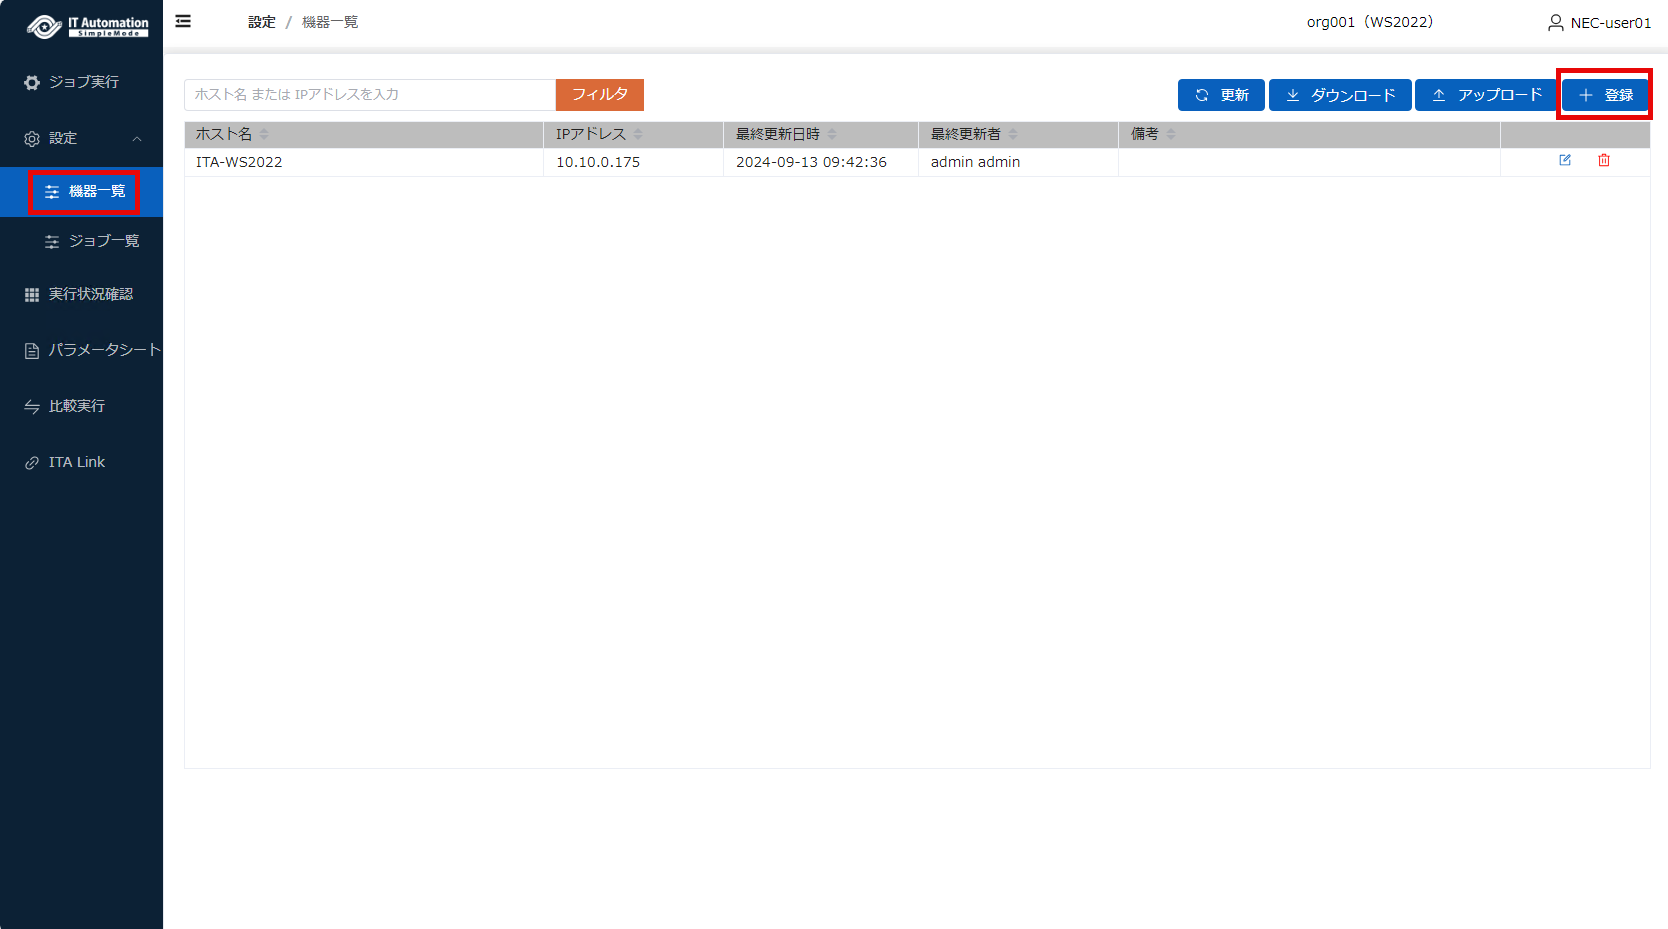 IT Automation
SimpleMode
設定 / 機器一覧
org001（WS2022）
NEC-user01
ジョブ実行
設定
機器一覧
ジョブ一覧
実行状況確認
パラメータシート
比較実行
ITA Link
ホスト名 または IPアドレスを入力
フィルタ
更新
ダウンロード
アップロード
登録
ホスト名 IPアドレス 最終更新日時 最終更新者 備考
ITA-WS2022 10.10.0.175 2024-09-13 09:42:36 admin admin